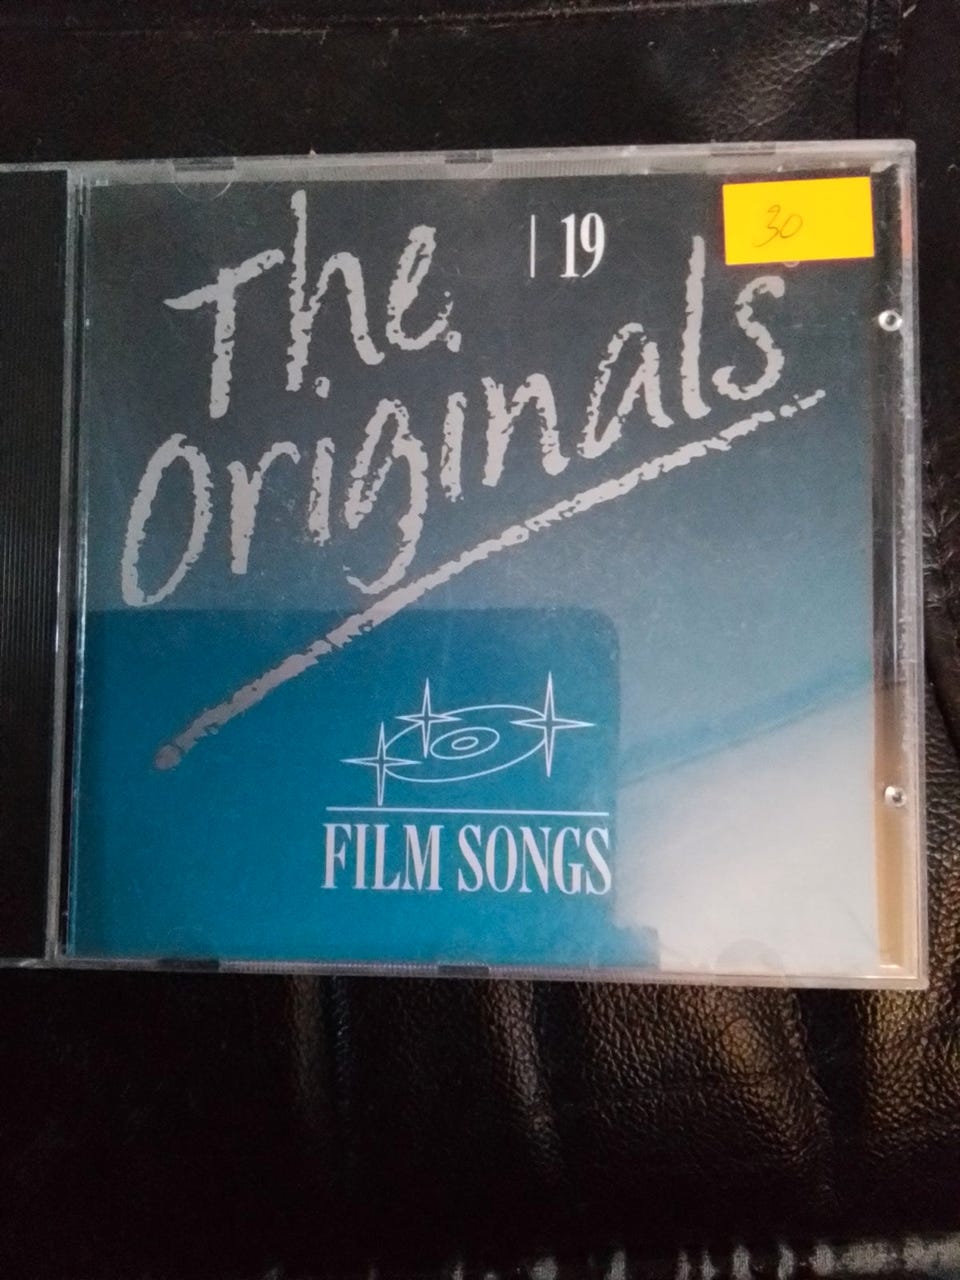 30
| 19
The
Originals
FILM SONGS